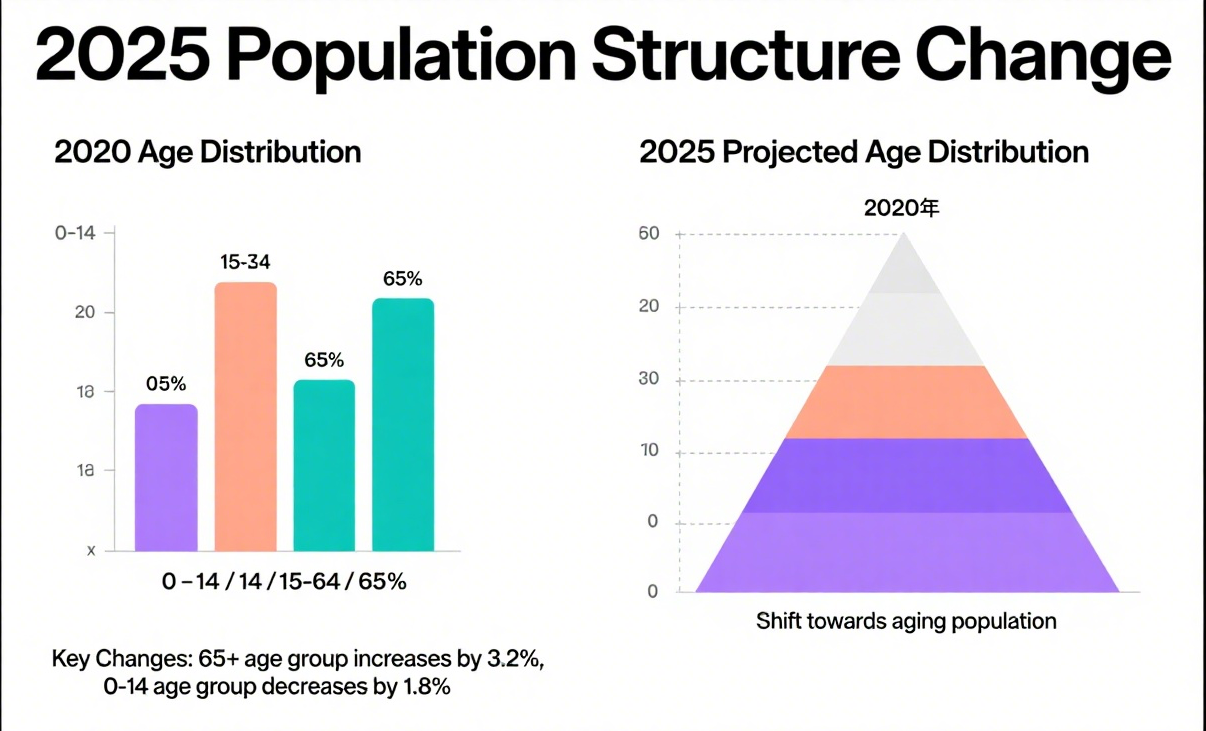 2025 Population Structure Change
2020 Age Distribution
0-14
20
18
18
x
05%
15-34
65%
65%
0-14 / 14 / 15-64 / 65%
Key Changes: 65+ age group increases by 3.2%,
0-14 age group decreases by 1.8%
2025 Projected Age Distribution
2020年
60
20
30
10
0
0
Shift towards aging population